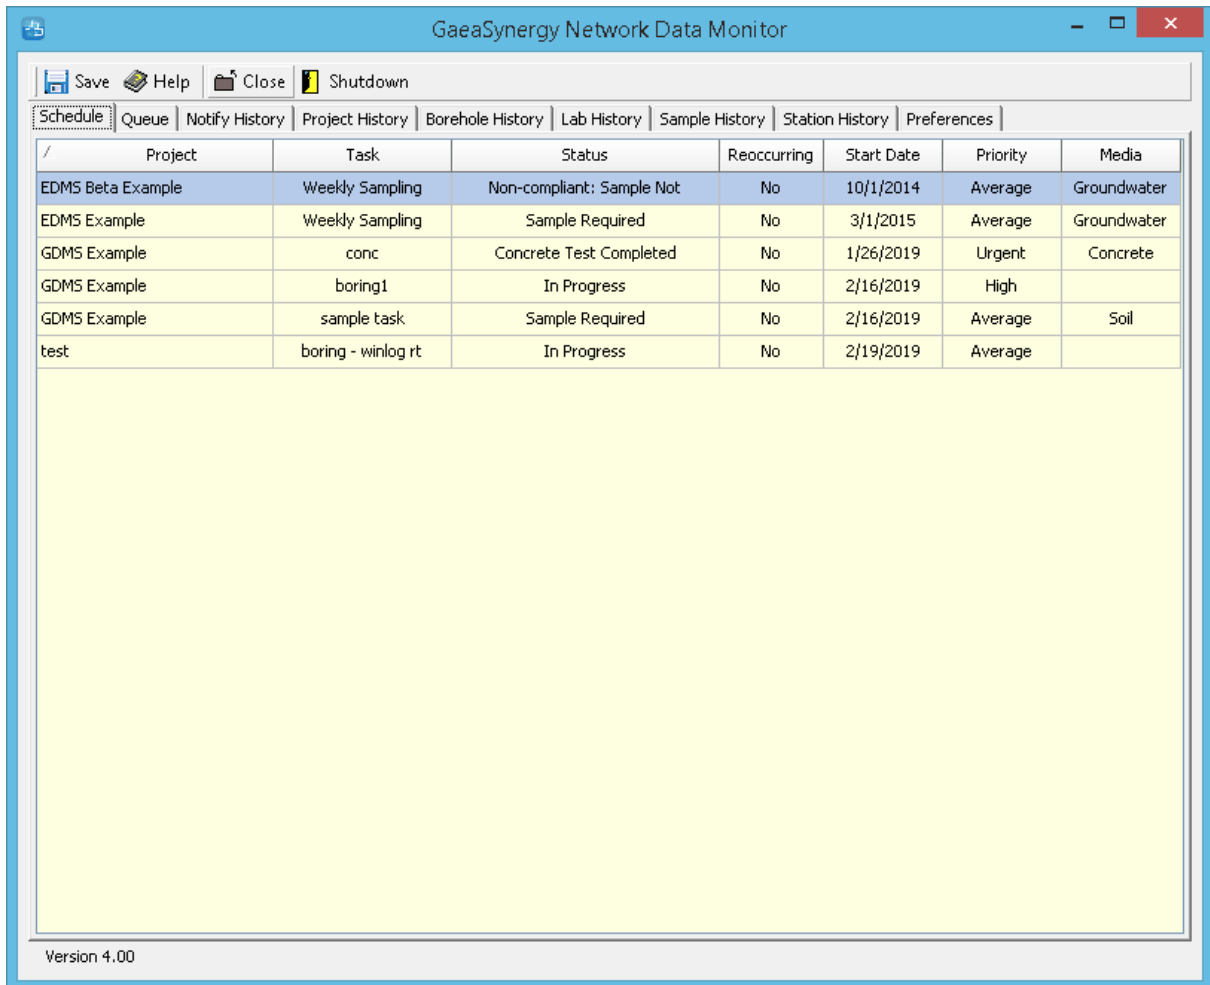 GaeaSynergy Network Data Monitor
Save Help Close Shutdown
Schedule Queue Notify History Project History Borehole History Lab History Sample History Station History Preferences
Project Task Status Reoccurring Start Date Priority Media
EDMS Beta Example Weekly Sampling Non-compliant: Sample Not No 10/1/2014 Average Groundwater
EDMS Example Weekly Sampling Sample Required No 3/1/2015 Average Groundwater
GDMS Example conc Concrete Test Completed No 1/26/2019 Urgent Concrete
GDMS Example boring1 In Progress No 2/16/2019 High
GDMS Example sample task Sample Required No 2/16/2019 Average Soil
test boring - winlog rt In Progress No 2/19/2019 Average
Version 4.00